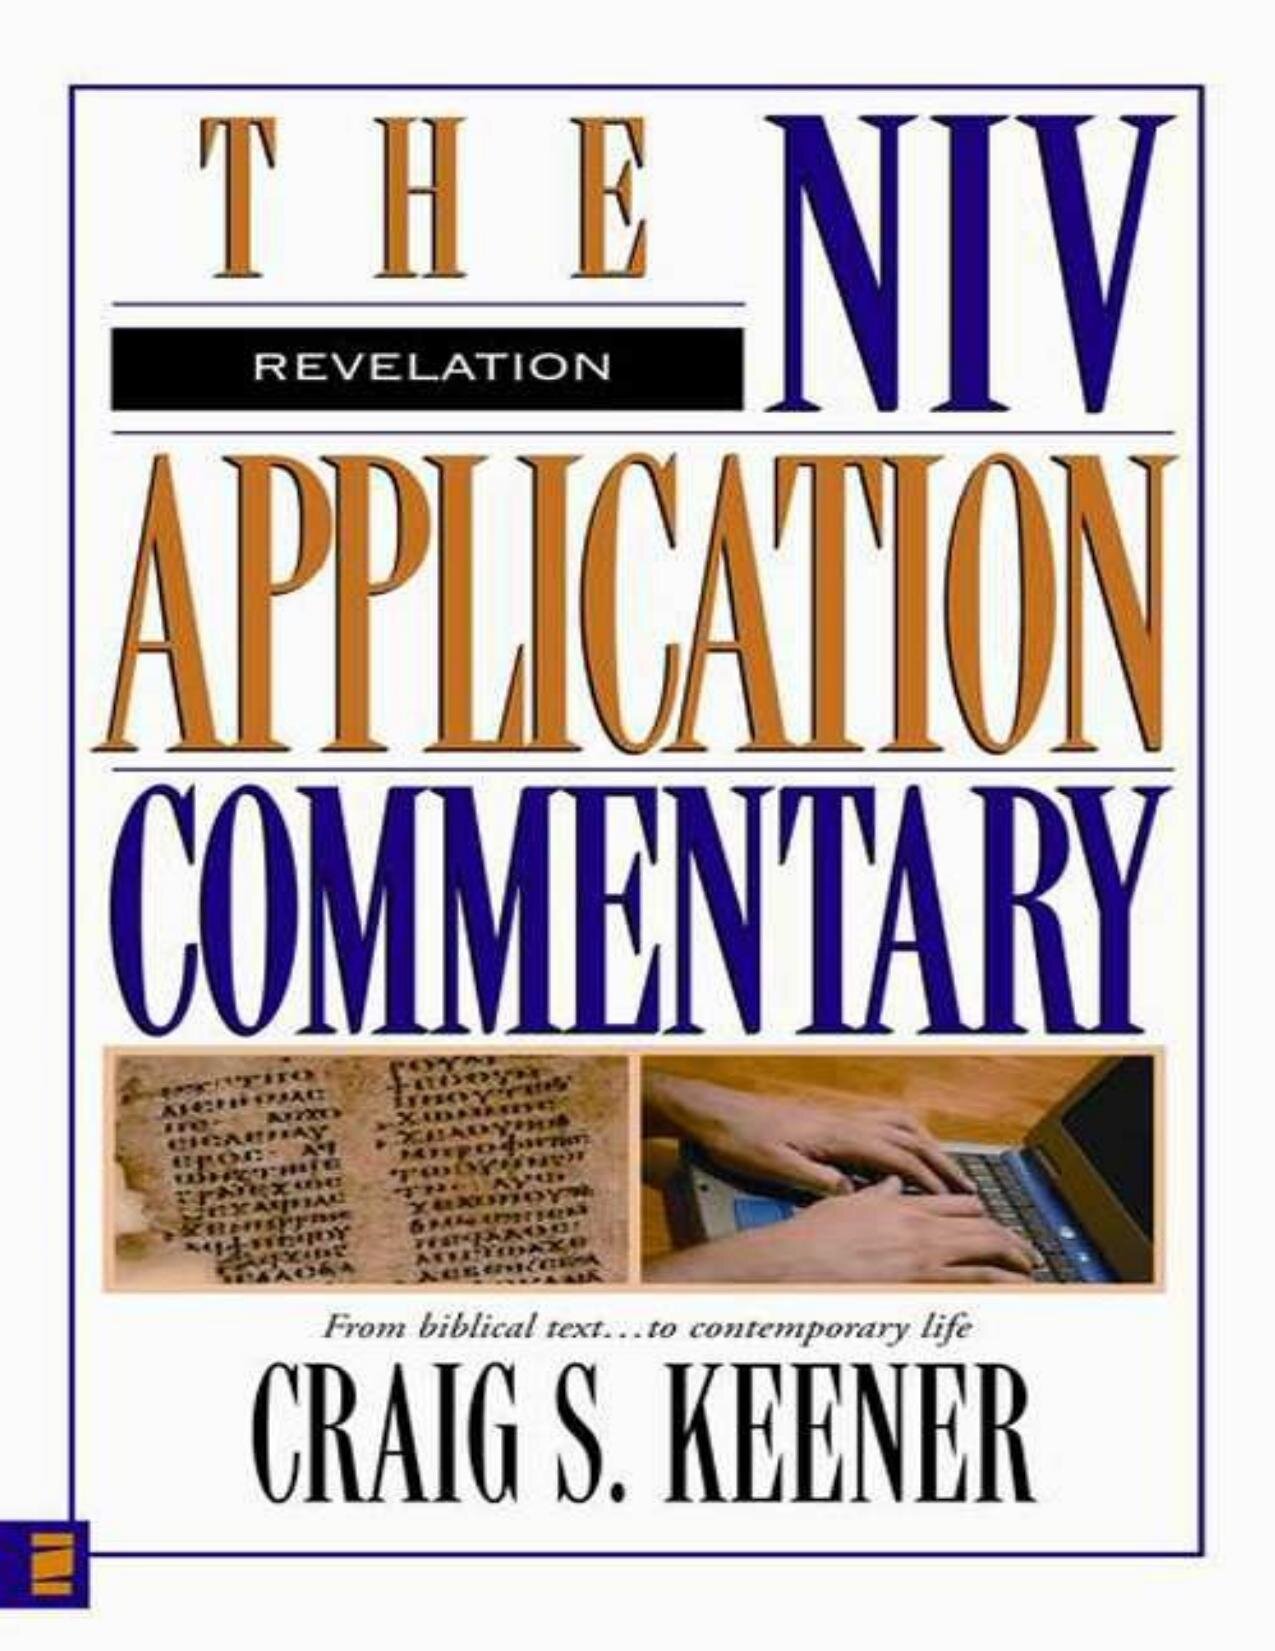 THE NIV
REVELATION
APPLICATION
COMMENTARY
From biblical text...to contemporary life
CRAIG S. KEENER